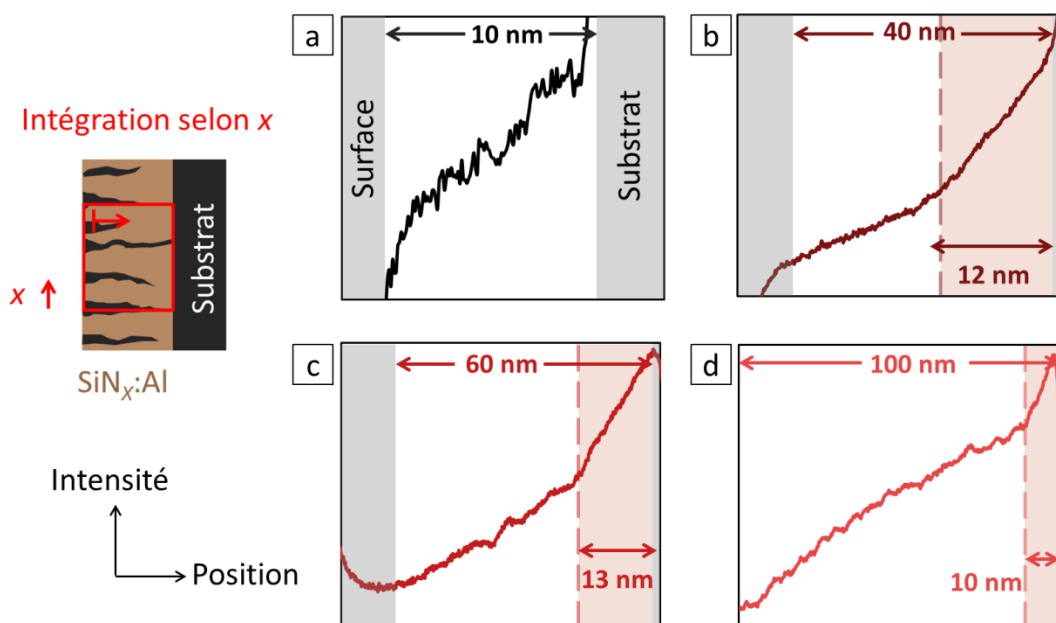 Intégration selon x
Substrat
x
SiNX:Al
Intensité
Position
a
10 nm
Surface
Substrat
b
40 nm
12 nm
c
60 nm
13 nm
d
100 nm
10 nm